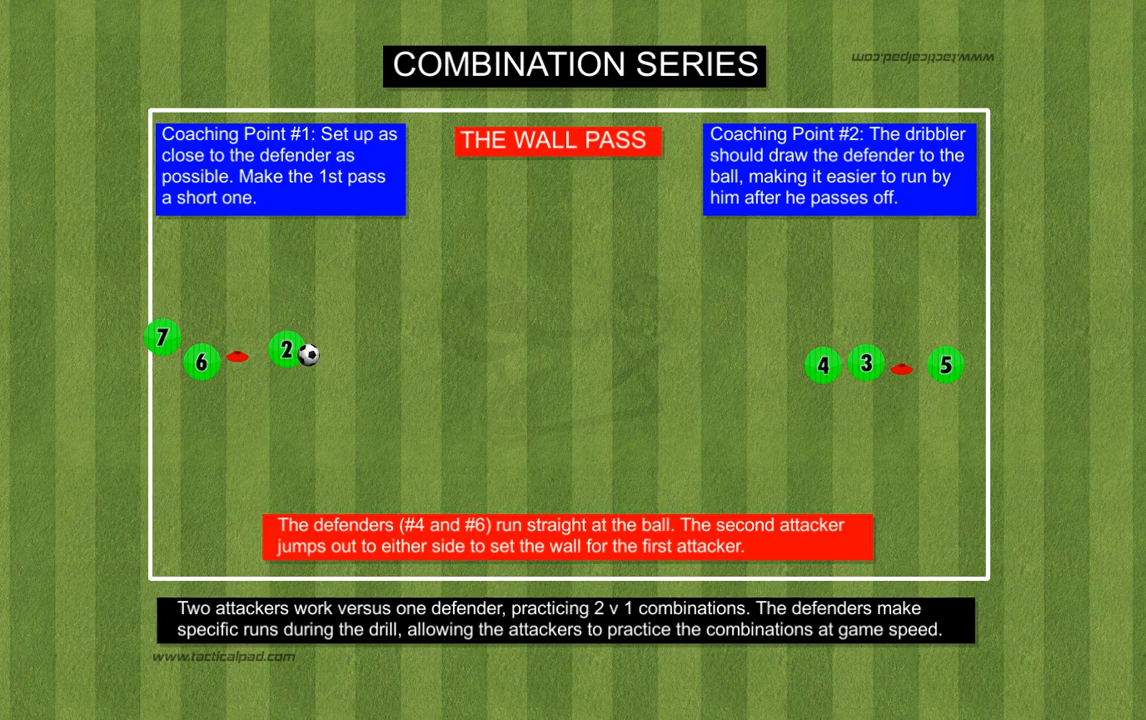 COMBINATION SERIES
www.tacticalpad.com
Coaching Point #1: Set up as
close to the defender as
possible. Make the 1st pass
a short one.
THE WALL PASS
Coaching Point #2: The dribbler
should draw the defender to the
ball, making it easier to run by
him after he passes off.
7
6
2
4
3
5
The defenders (#4 and #6) run straight at the ball. The second attacker
jumps out to either side to set the wall for the first attacker.
Two attackers work versus one defender, practicing 2 v 1 combinations. The defenders make
specific runs during the drill, allowing the attackers to practice the combinations at game speed.
www.tacticalpad.com